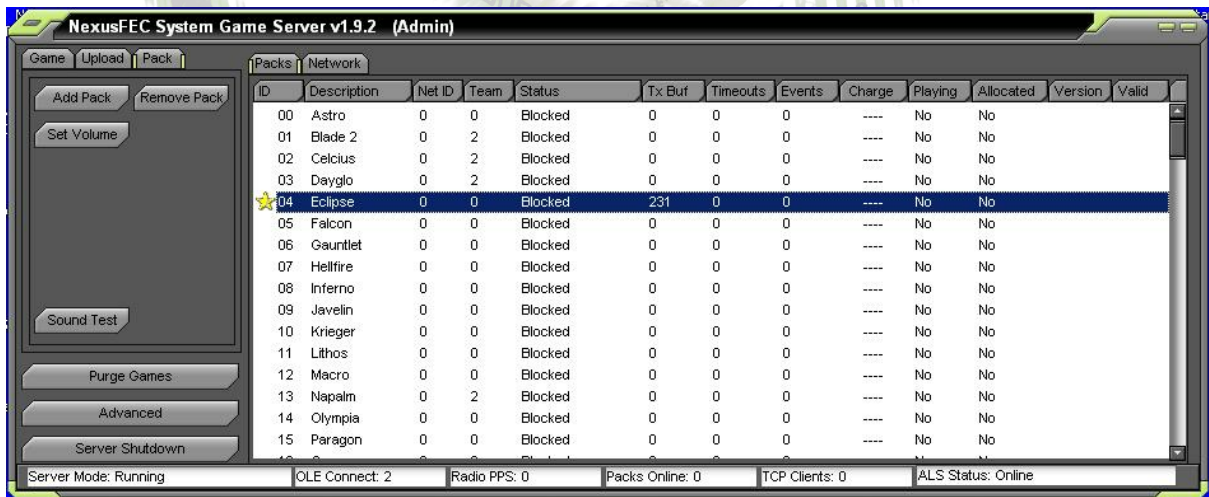 NexusFEC System Game Server v1.9.2 (Admin)
Game Upload Pack
Packs Network
Add Pack Remove Pack
Set Volume
Sound Test
Purge Games
Advanced
Server Shutdown
ID Description Net ID Team Status Tx Buf Timeouts Events Charge Playing Allocated Version Valid
00 Astro 0 0 Blocked 0 0 0 ---- No No
01 Blade 2 0 2 Blocked 0 0 0 ---- No No
02 Celcius 0 2 Blocked 0 0 0 ---- No No
03 Dayglo 0 2 Blocked 0 0 0 ---- No No
04 Eclipse 0 0 Blocked 231 0 0 ---- No No
05 Falcon 0 0 Blocked 0 0 0 ---- No No
06 Gauntlet 0 0 Blocked 0 0 0 ---- No No
07 Hellfire 0 0 Blocked 0 0 0 ---- No No
08 Inferno 0 0 Blocked 0 0 0 ---- No No
09 Javelin 0 0 Blocked 0 0 0 ---- No No
10 Krieger 0 0 Blocked 0 0 0 ---- No No
11 Lithos 0 0 Blocked 0 0 0 ---- No No
12 Macro 0 0 Blocked 0 0 0 ---- No No
13 Napalm 0 2 Blocked 0 0 0 ---- No No
14 Olympia 0 0 Blocked 0 0 0 ---- No No
15 Paragon 0 0 Blocked 0 0 0 ---- No No
Server Mode: Running OLE Connect: 2 Radio PPS: 0 Packs Online: 0 TCP Clients: 0 ALS Status: Online